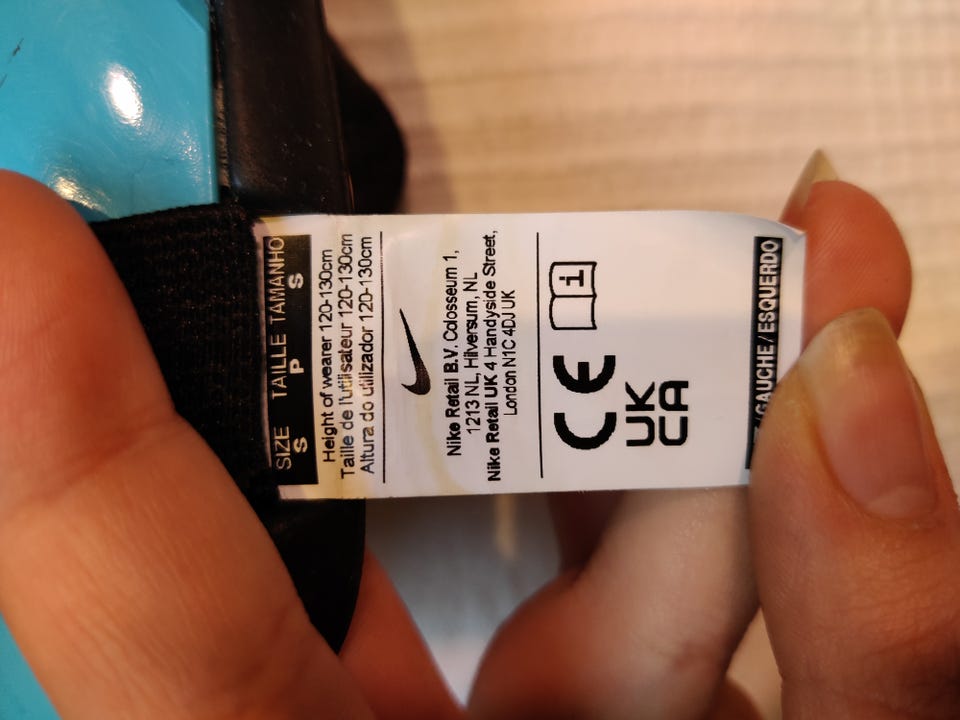 SIZE TAILLE TAMANHO
S P S
Height of wearer 120-130cm
Taille de l'utilisateur 120-130cm
Altura do utilizador 120-130cm
Nike Retail B.V. Colosseum 1,
1213 NL, Hilversum, NL
Nike Retail UK 4 Handyside Street,
London N1C 4DJ UK
i
CE
UK
CA
/GAUCHE/ESQUERDO